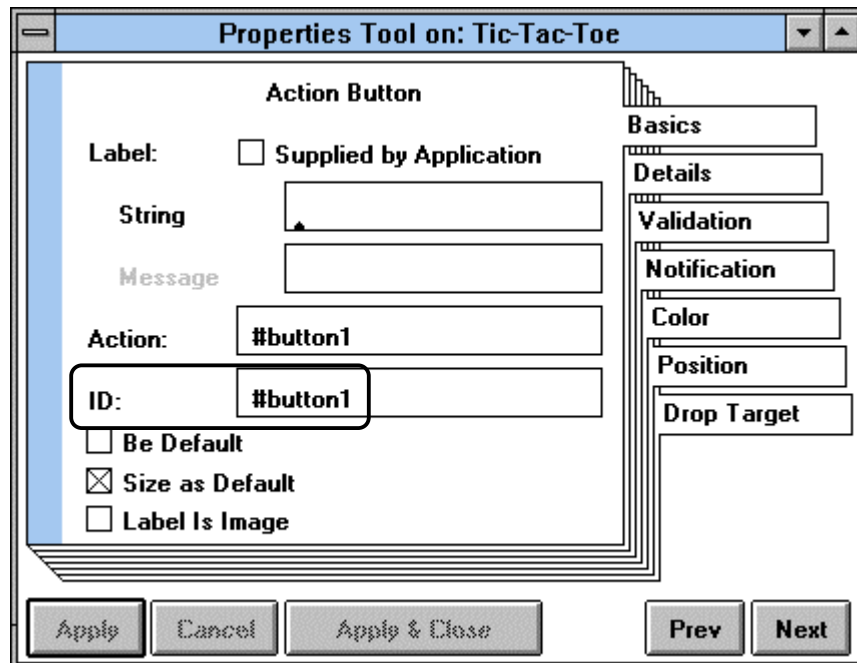 Properties Tool on: Tic-Tac-Toe
Action Button
Label: Supplied by Application
String
Message
Action: #button1
ID: #button1
Be Default
Size as Default
Label Is Image
Basics
Details
Validation
Notification
Color
Position
Drop Target
Apply Cancel Apply & Close Prev Next